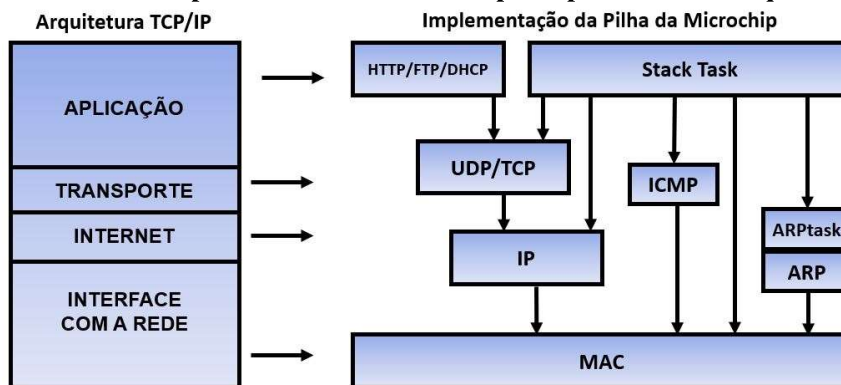 Arquitetura TCP/IP
APLICAÇÃO
TRANSPORTE
INTERNET
INTERFACE
COM A REDE
Implementação da Pilha da Microchip
HTTP/FTP/DHCP
Stack Task
UDP/TCP
ICMP
IP
ARPtask
ARP
MAC